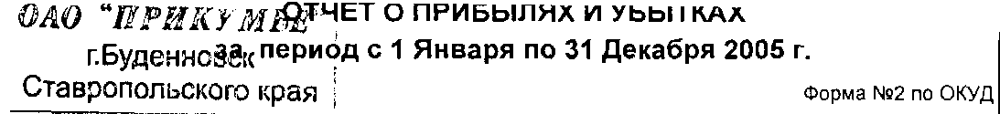 ОАО "ПРИКУМЬЕ"
ОТЧЕТ О ПРИБЫЛЯХ И УБЫТКАХ
г.Буденновск
за период с 1 Января по 31 Декабря 2005 г.
Ставропольского края
Форма №2 по ОКУД